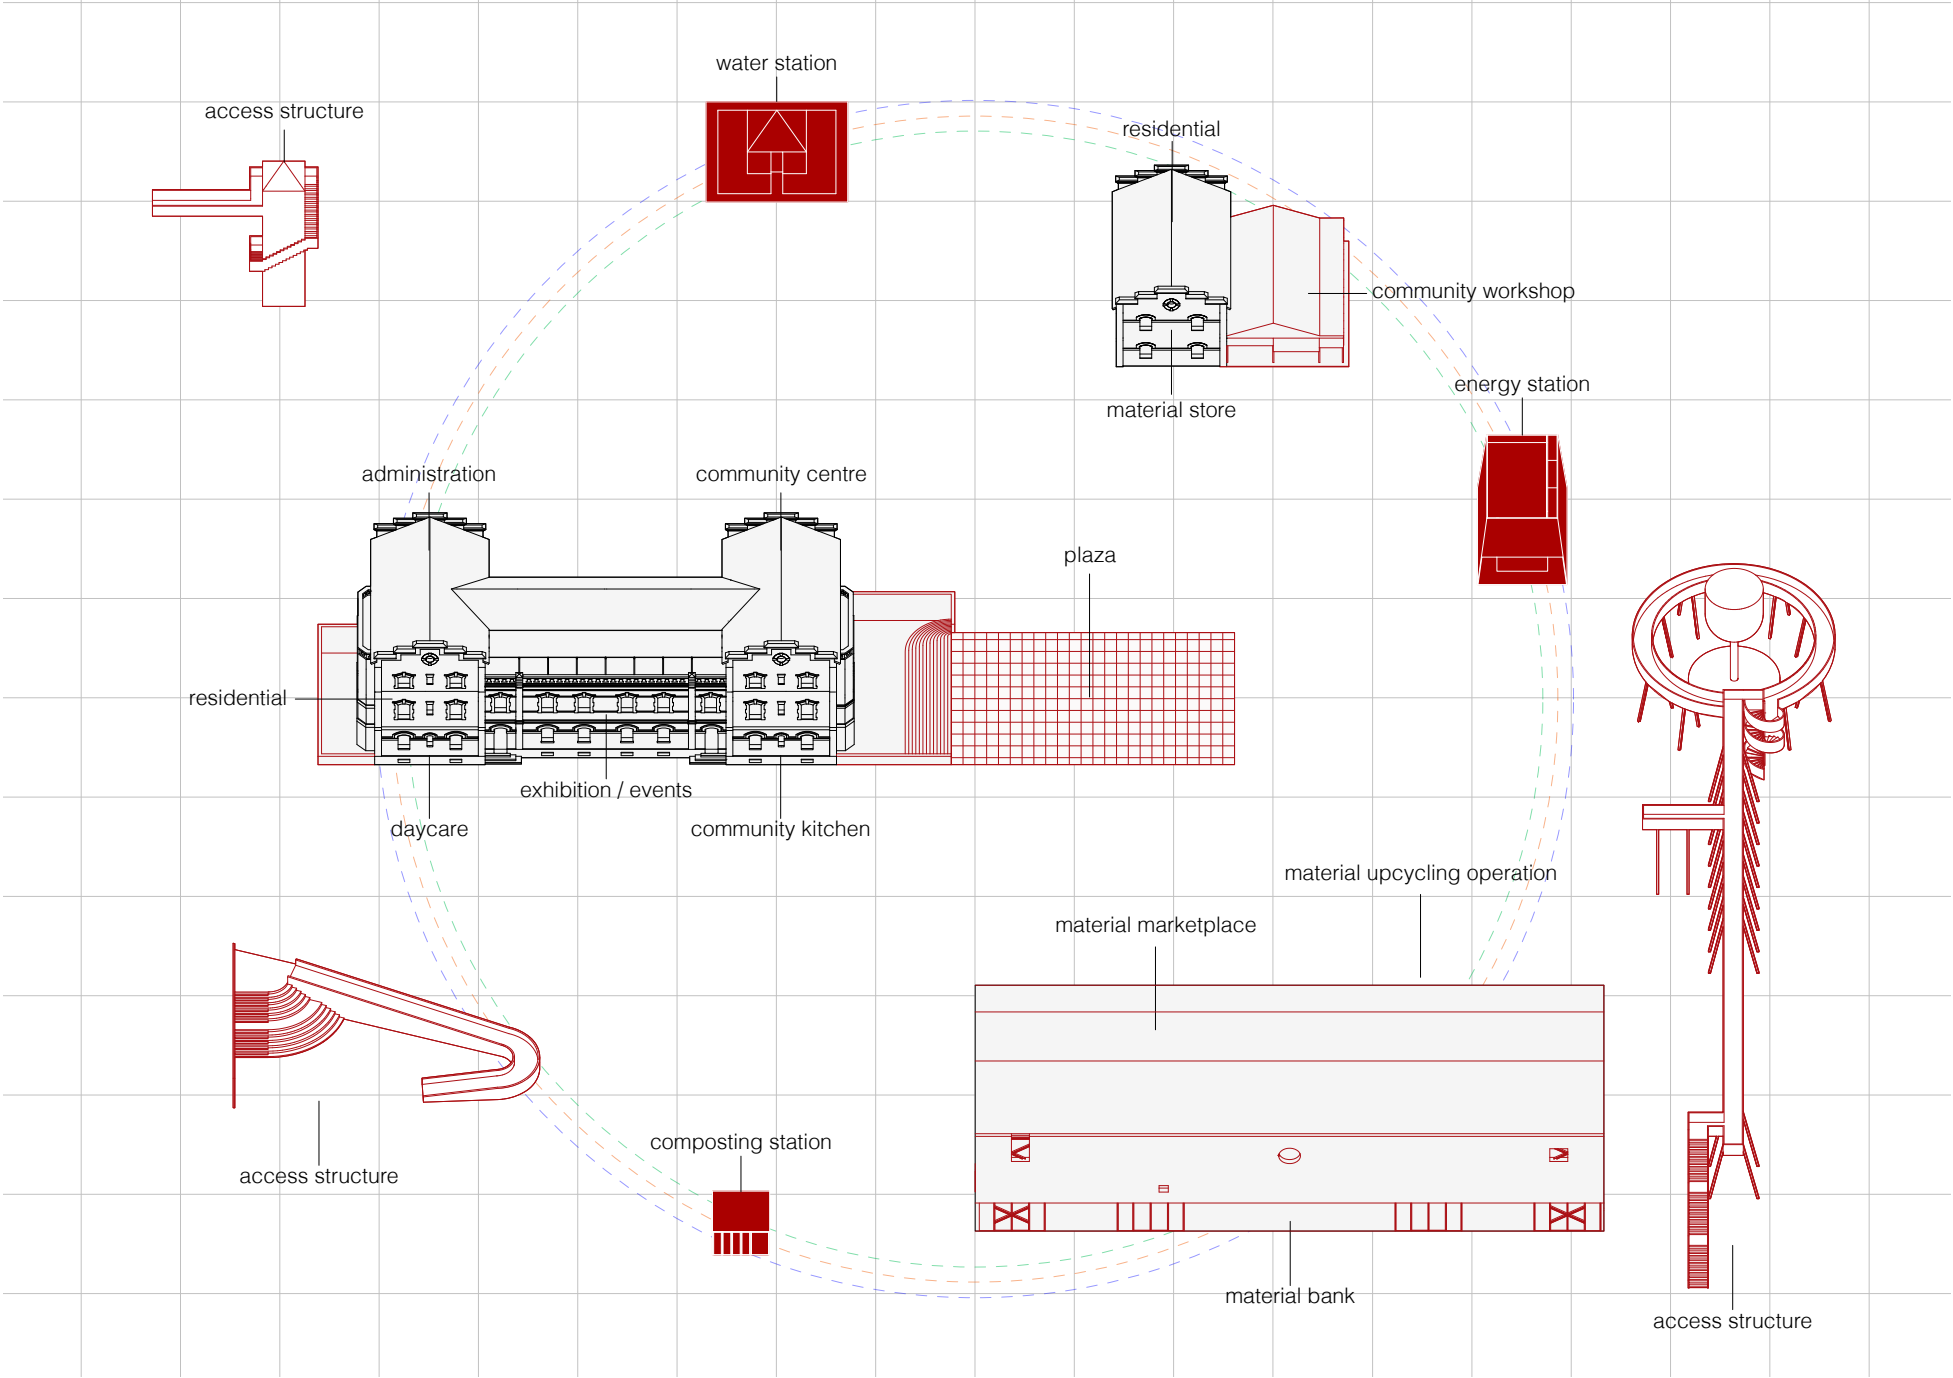 water station
access structure
residential
community workshop
energy station
material store
administration
community centre
plaza
residential
exhibition / events
daycare
community kitchen
material upcycling operation
material marketplace
composting station
access structure
material bank
access structure